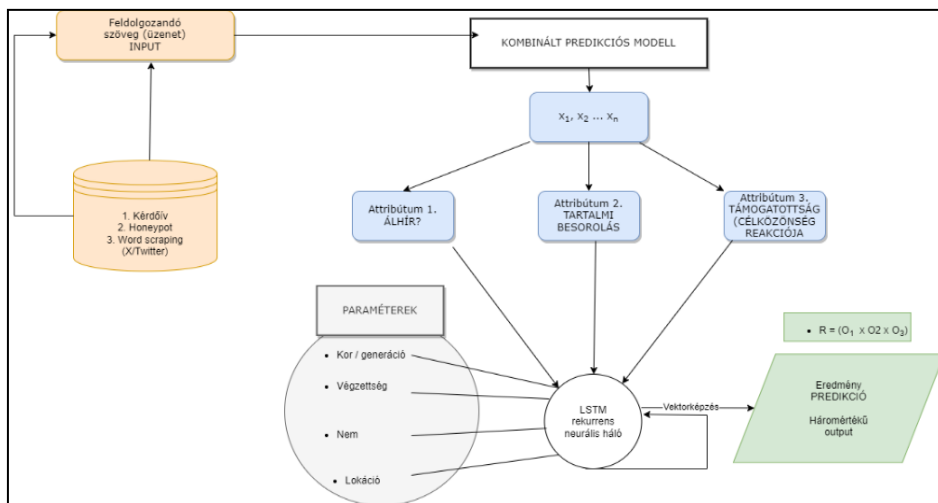 Feldolgozandó
szöveg (üzenet)
INPUT
KOMBINÁLT PREDIKCIÓS MODELL
x₁, x₂ ... xₙ
1. Kérdőív
2. Honeypot
3. Word scraping
(X/Twitter)
Attribútum 1.
ÁLHÍR?
Attribútum 2.
TARTALMI
BESOROLÁS
Attribútum 3.
TÁMOGATOTTSÁG
(CÉLKÖZÖNSÉG
REAKCIÓJA
PARAMÉTEREK
• Kor / generáció
• Végzettség
• Nem
• Lokáció
LSTM
rekurrens
neurális háló
Vektorképzés
• R = (O₁ x O2 x O₃)
Eredmény
PREDIKCIÓ
Háromértékű
output